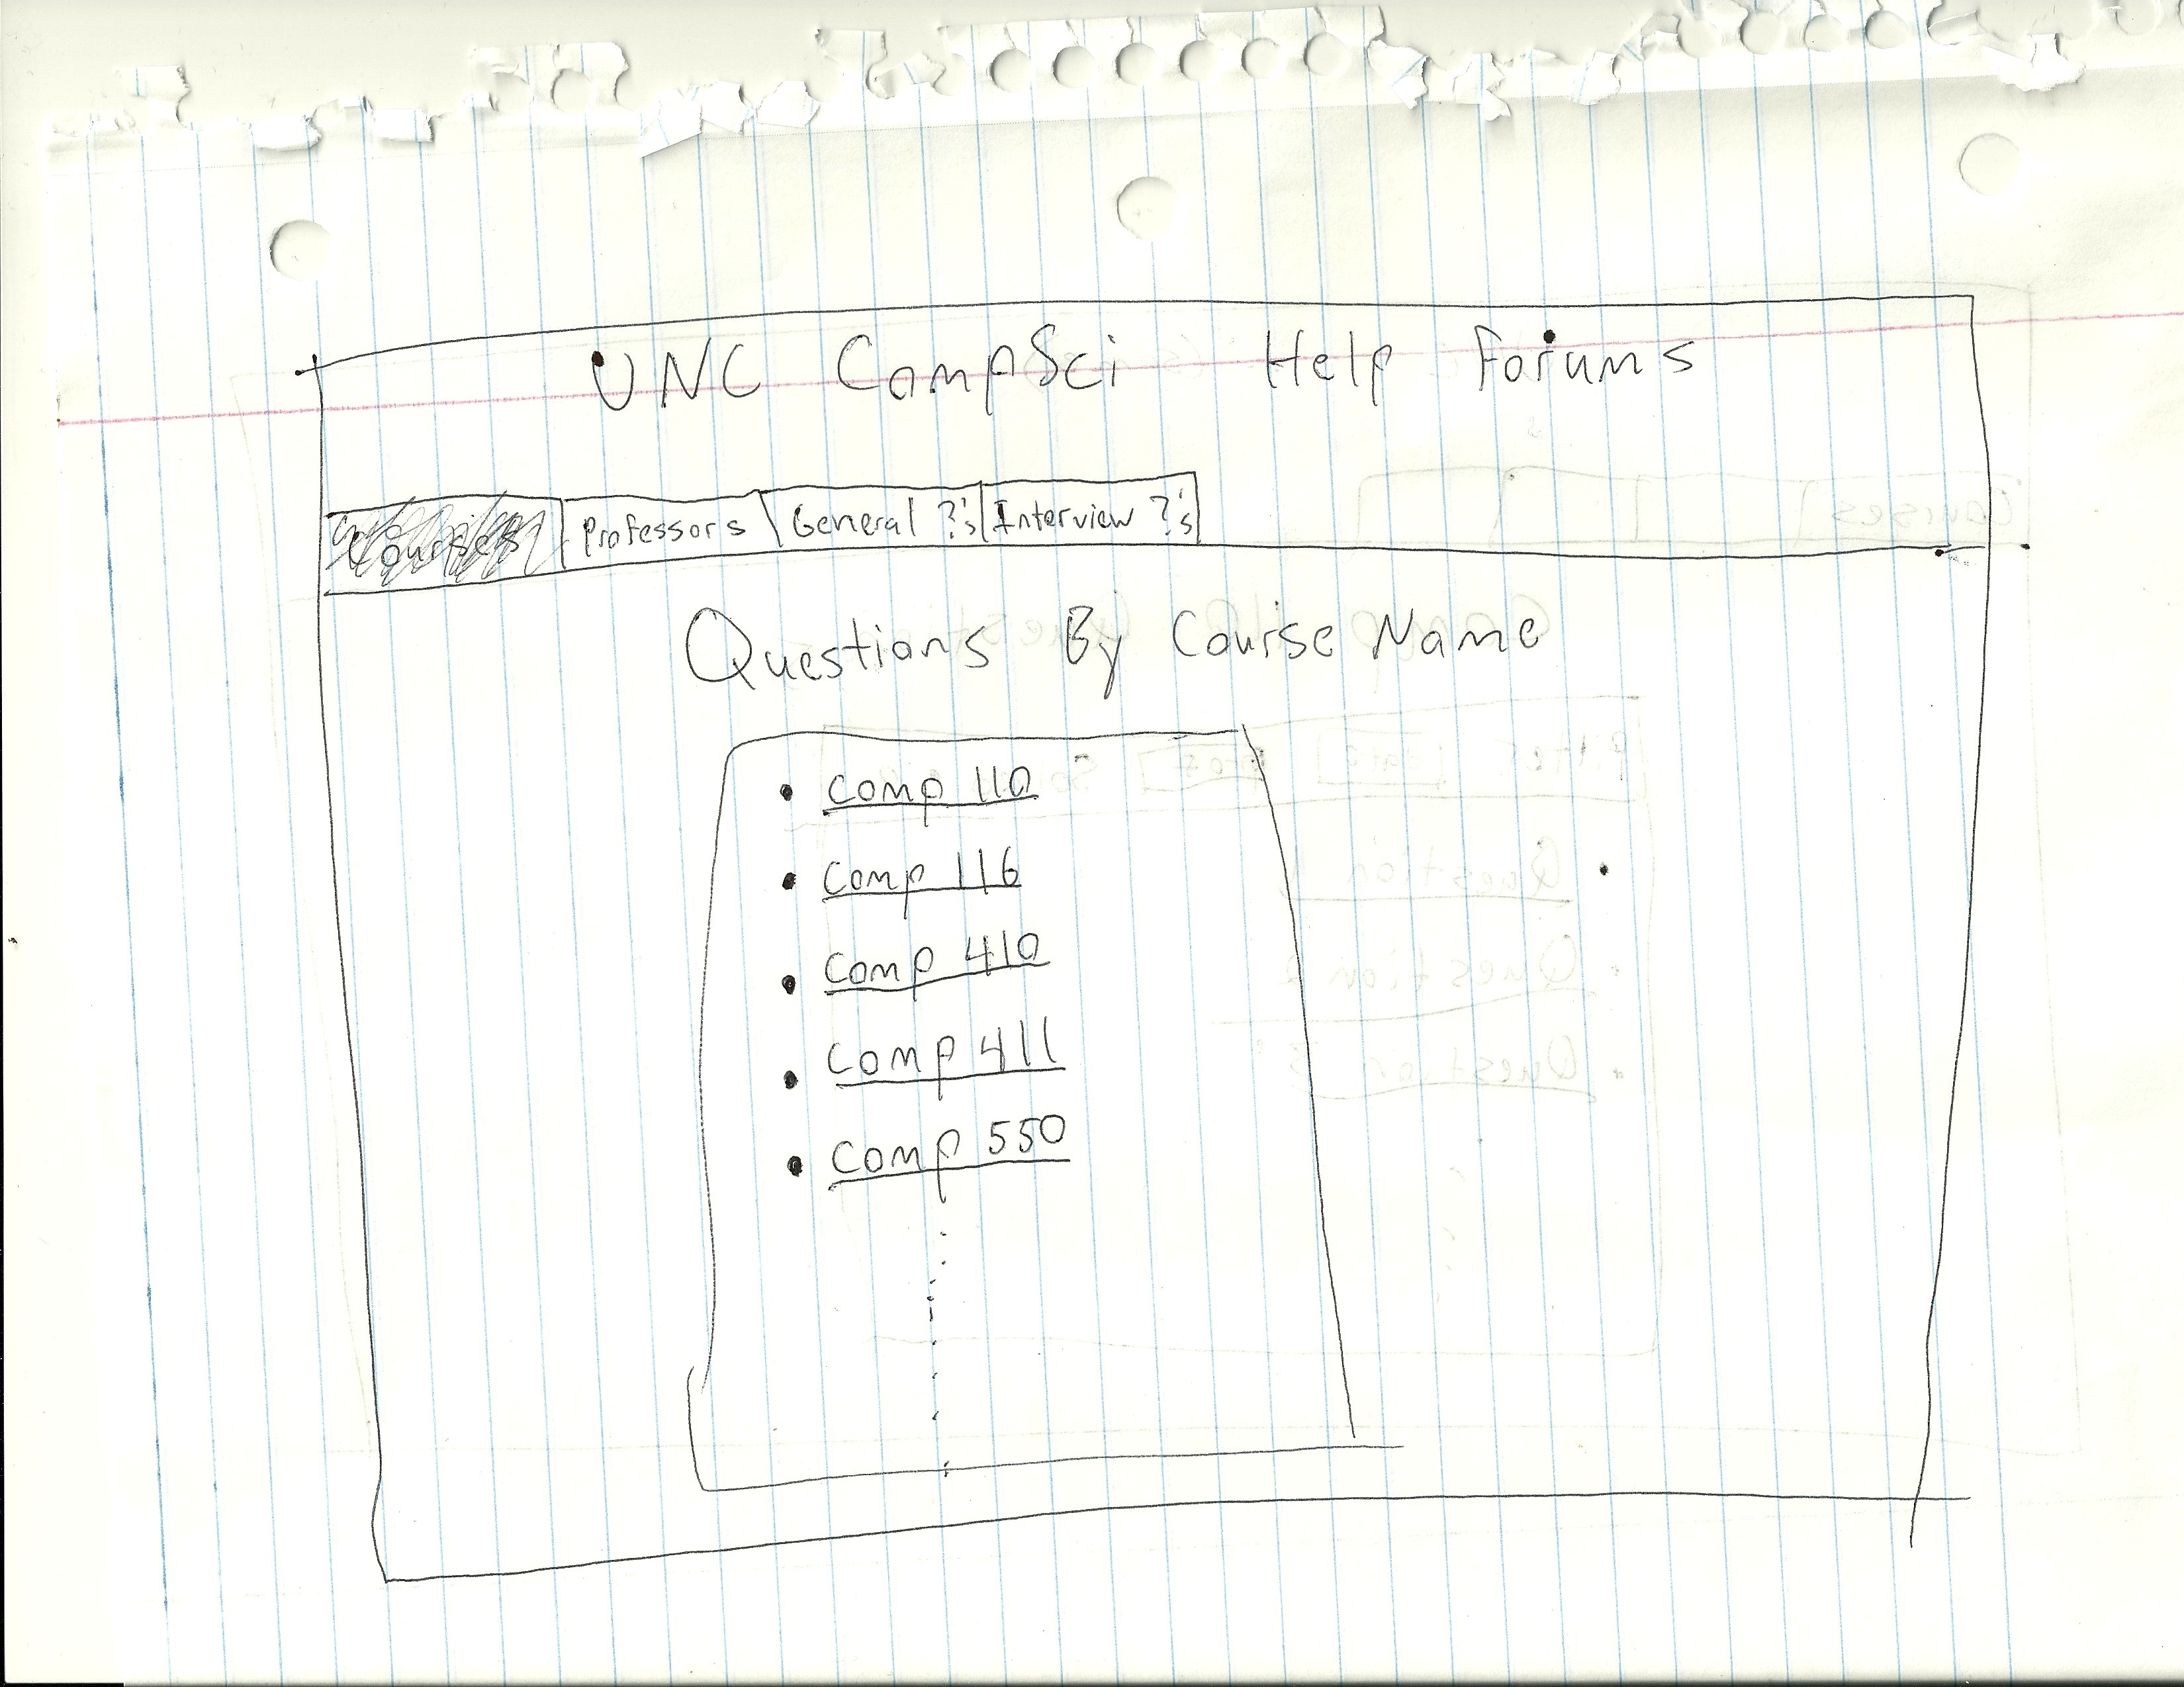 UNC CompSci Help Forums
Courses Professors General ?'s Interview ?'s
Questions By Course Name
• Comp 110
• Comp 116
• Comp 410
• Comp 411
• Comp 550